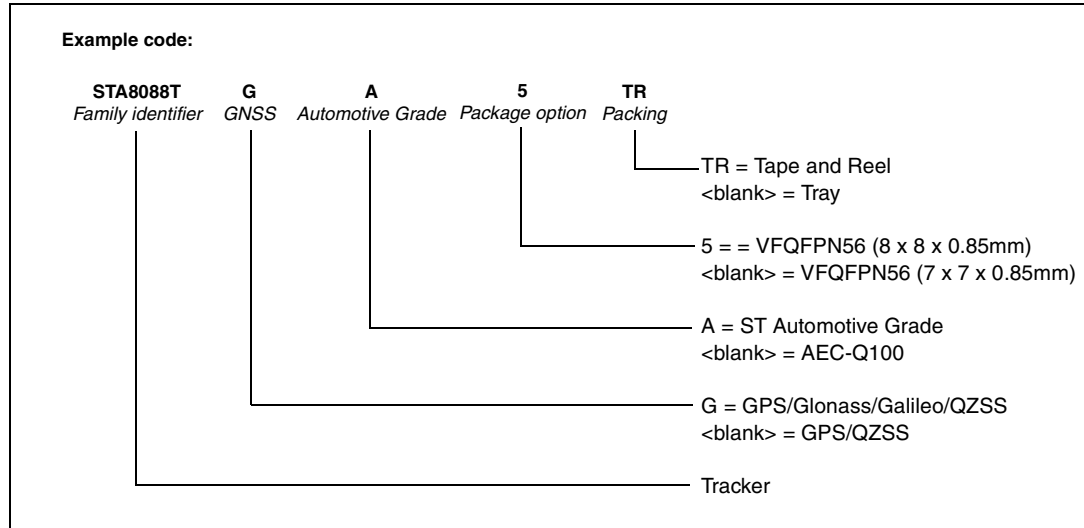 Example code:
STA8088T G A 5 TR
Family identifier GNSS Automotive Grade Package option Packing
TR = Tape and Reel
<blank> = Tray
5 = = VFQFPN56 (8 x 8 x 0.85mm)
<blank> = VFQFPN56 (7 x 7 x 0.85mm)
A = ST Automotive Grade
<blank> = AEC-Q100
G = GPS/Glonass/Galileo/QZSS
<blank> = GPS/QZSS
Tracker